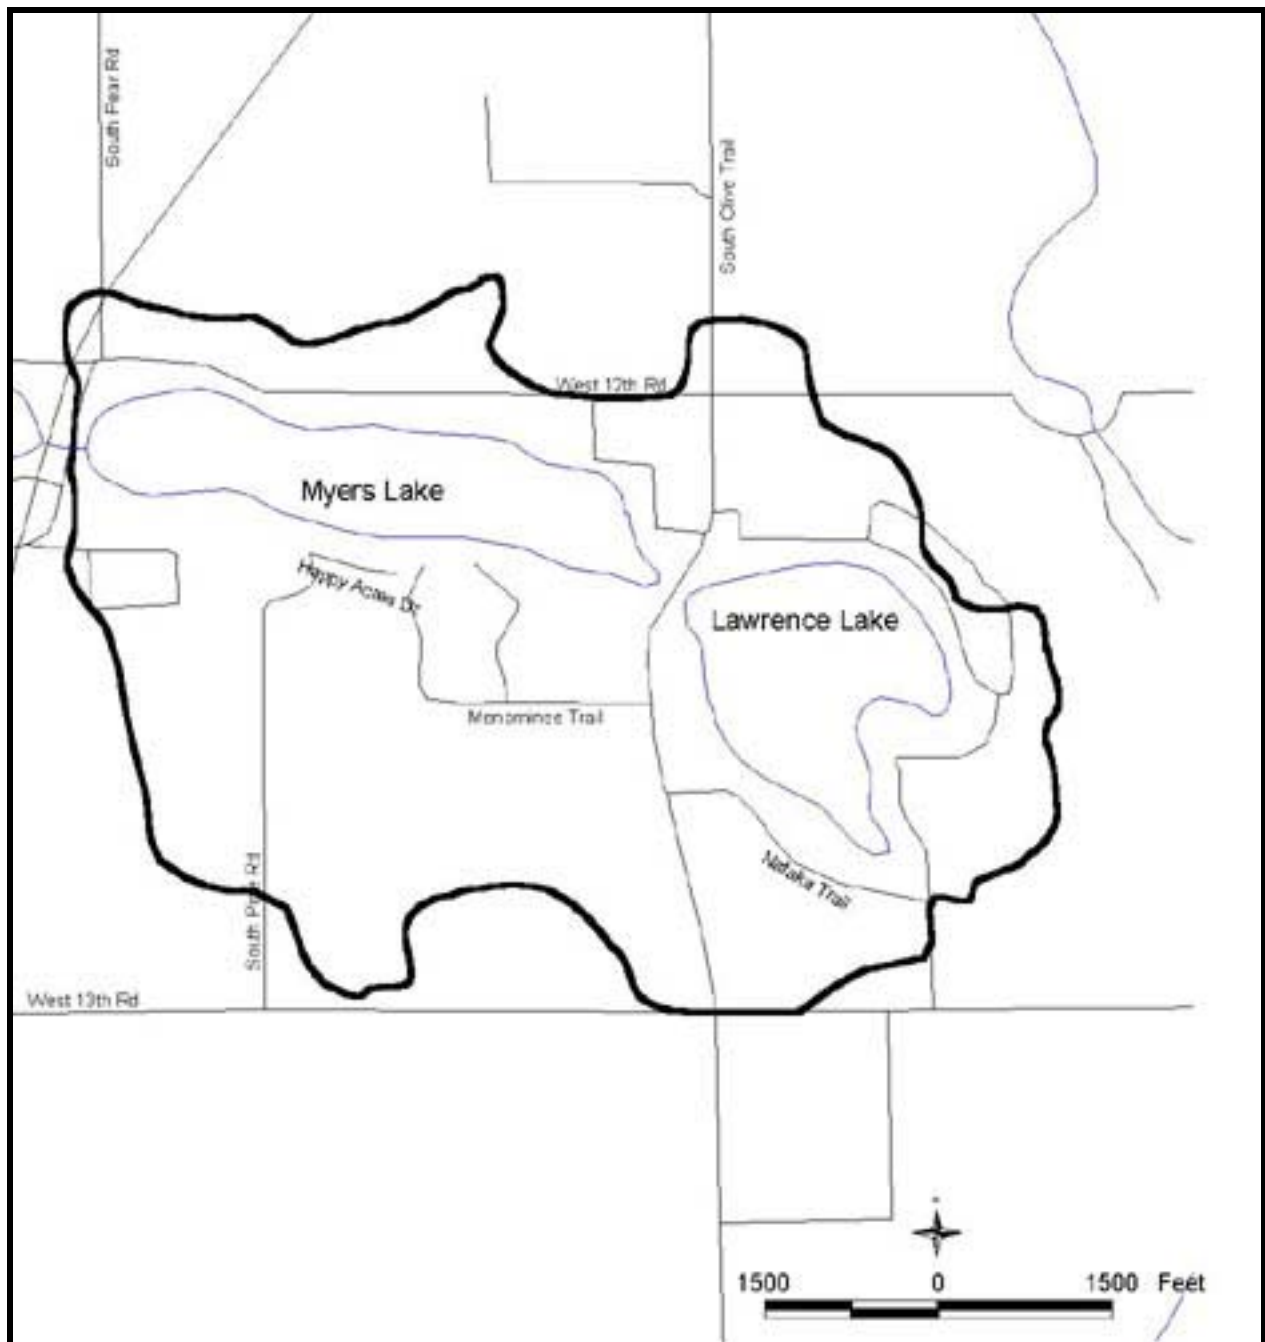 South Pear Rd
South Olive Trail
West 12th Rd
Myers Lake
Happy Acres Dr
Lawrence Lake
Monominee Trail
Nataka Trail
South Pine Rd
West 13th Rd
1500 0 1500 Feet